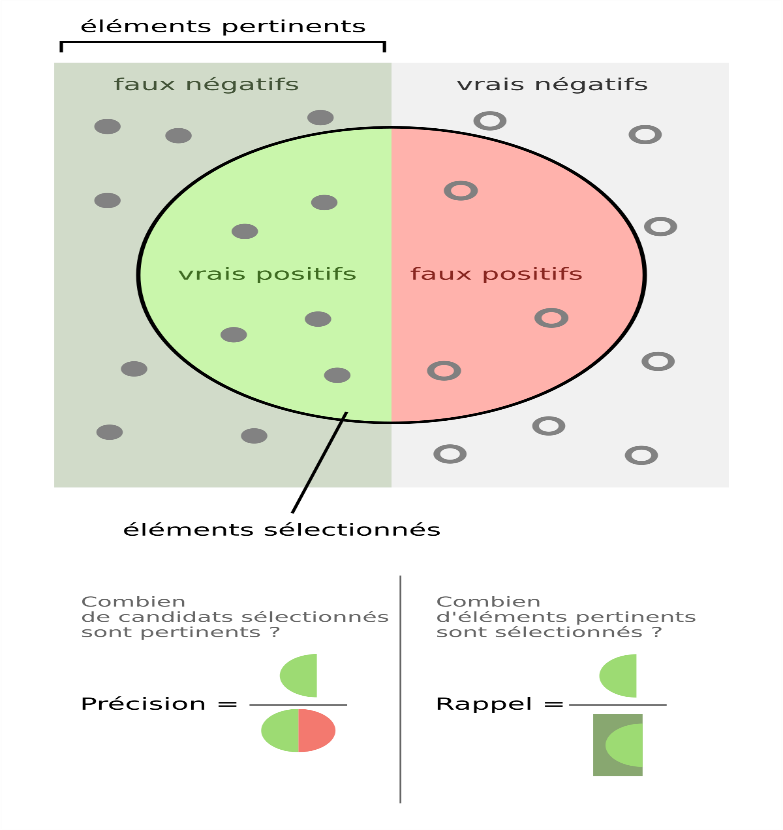 éléments pertinents
faux négatifs
vrais négatifs
vrais positifs
faux positifs
éléments sélectionnés
Combien
de candidats sélectionnés
sont pertinents ?
Précision =
Combien
d'éléments pertinents
sont sélectionnés ?
Rappel =